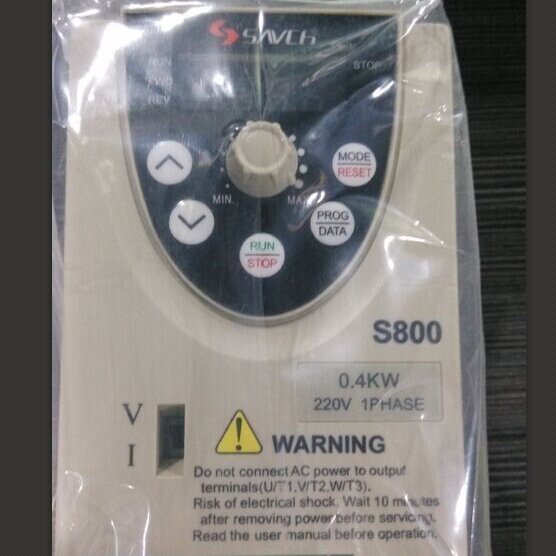 SAVCH
RUN
STOP
FWD
REV
MODE
RESET
MIN
MAX
PROG
DATA
RUN
STOP
S800
0.4KW
220V 1PHASE
V
I
WARNING
Do not connect AC power to output
terminals(U/T1,V/T2,W/T3).
Risk of electrical shock. Wait 10 minutes
after removing power before servicing.
Read the user manual before operation.